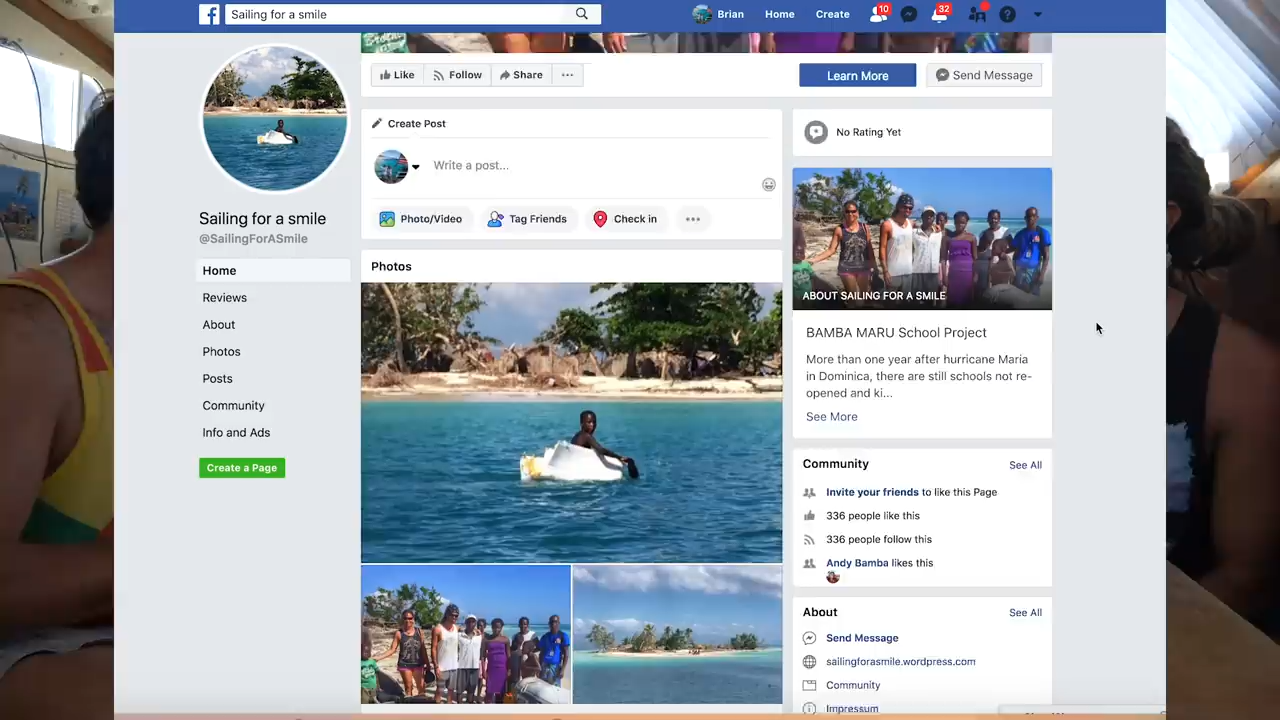 Sailing for a smile
Brian
Home
Create
10
32
Like
Follow
Share
Learn More
Send Message
Create Post
Write a post...
Photo/Video
Tag Friends
Check in
Sailing for a smile
@SailingForASmile
Home
Reviews
About
Photos
Posts
Community
Info and Ads
Create a Page
Photos
No Rating Yet
ABOUT SAILING FOR A SMILE
BAMBA MARU School Project
More than one year after hurricane Maria
in Dominica, there are still schools not re-
opened and ki...
See More
Community
See All
Invite your friends to like this Page
336 people like this
336 people follow this
Andy Bamba likes this
About
See All
Send Message
sailingforasmile.wordpress.com
Community
Impressum